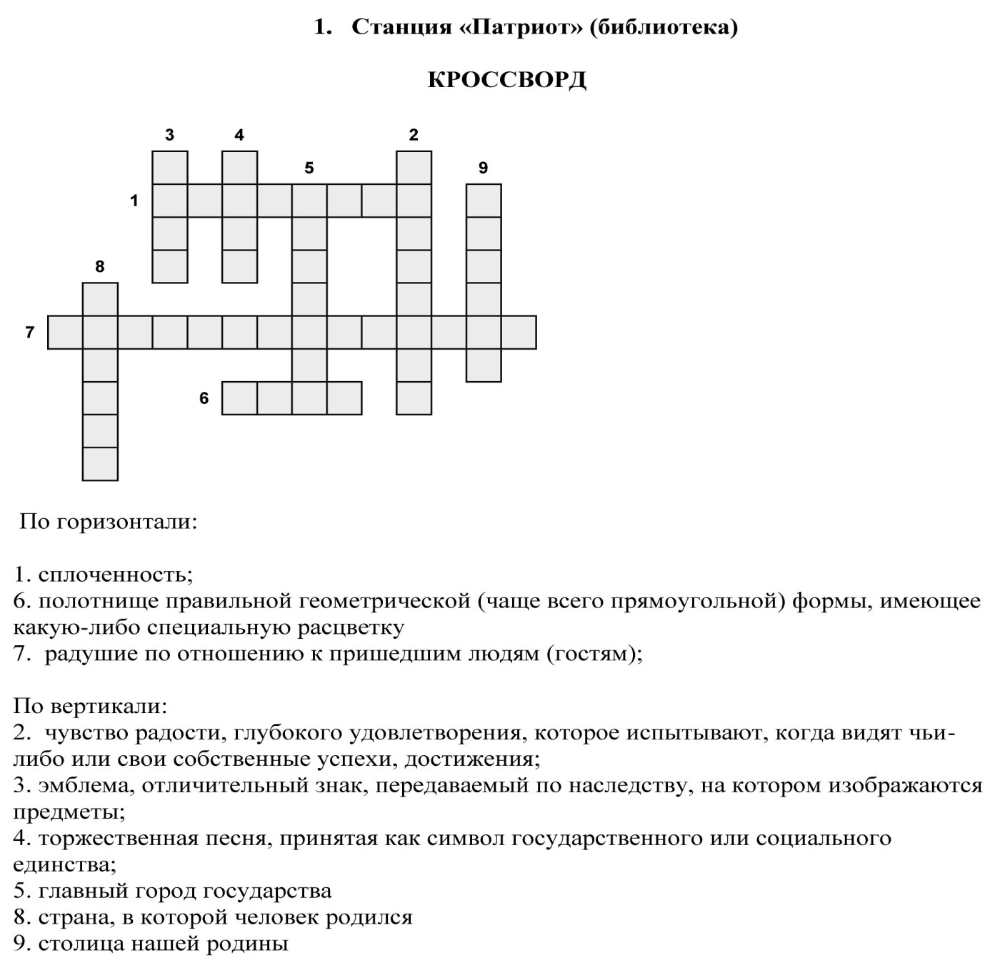 1. Станция «Патриот» (библиотека)
КРОССВОРД
3 4 2
5 9
1
8
7
6
По горизонтали:
1. сплоченность;
6. полотнище правильной геометрической (чаще всего прямоугольной) формы, имеющее
какую-либо специальную расцветку
7. радушие по отношению к пришедшим людям (гостям);
По вертикали:
2. чувство радости, глубокого удовлетворения, которое испытывают, когда видят чьи-
либо или свои собственные успехи, достижения;
3. эмблема, отличительный знак, передаваемый по наследству, на котором изображаются
предметы;
4. торжественная песня, принятая как символ государственного или социального
единства;
5. главный город государства
8. страна, в которой человек родился
9. столица нашей родины